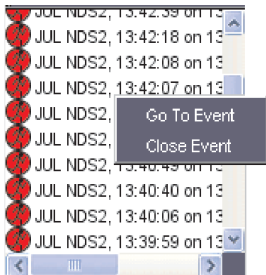 JUL NDS2, 13:42:39 on 13
JUL NDS2, 13:42:18 on 13
JUL NDS2, 13:42:08 on 13
JUL NDS2, 13:42:07 on 13
JUL NDS2,
Go To Event
JUL NDS2,
Close Event
JUL NDS2, 13:40:49 on 13
JUL NDS2, 13:40:40 on 13
JUL NDS2, 13:40:06 on 13
JUL NDS2, 13:39:59 on 13